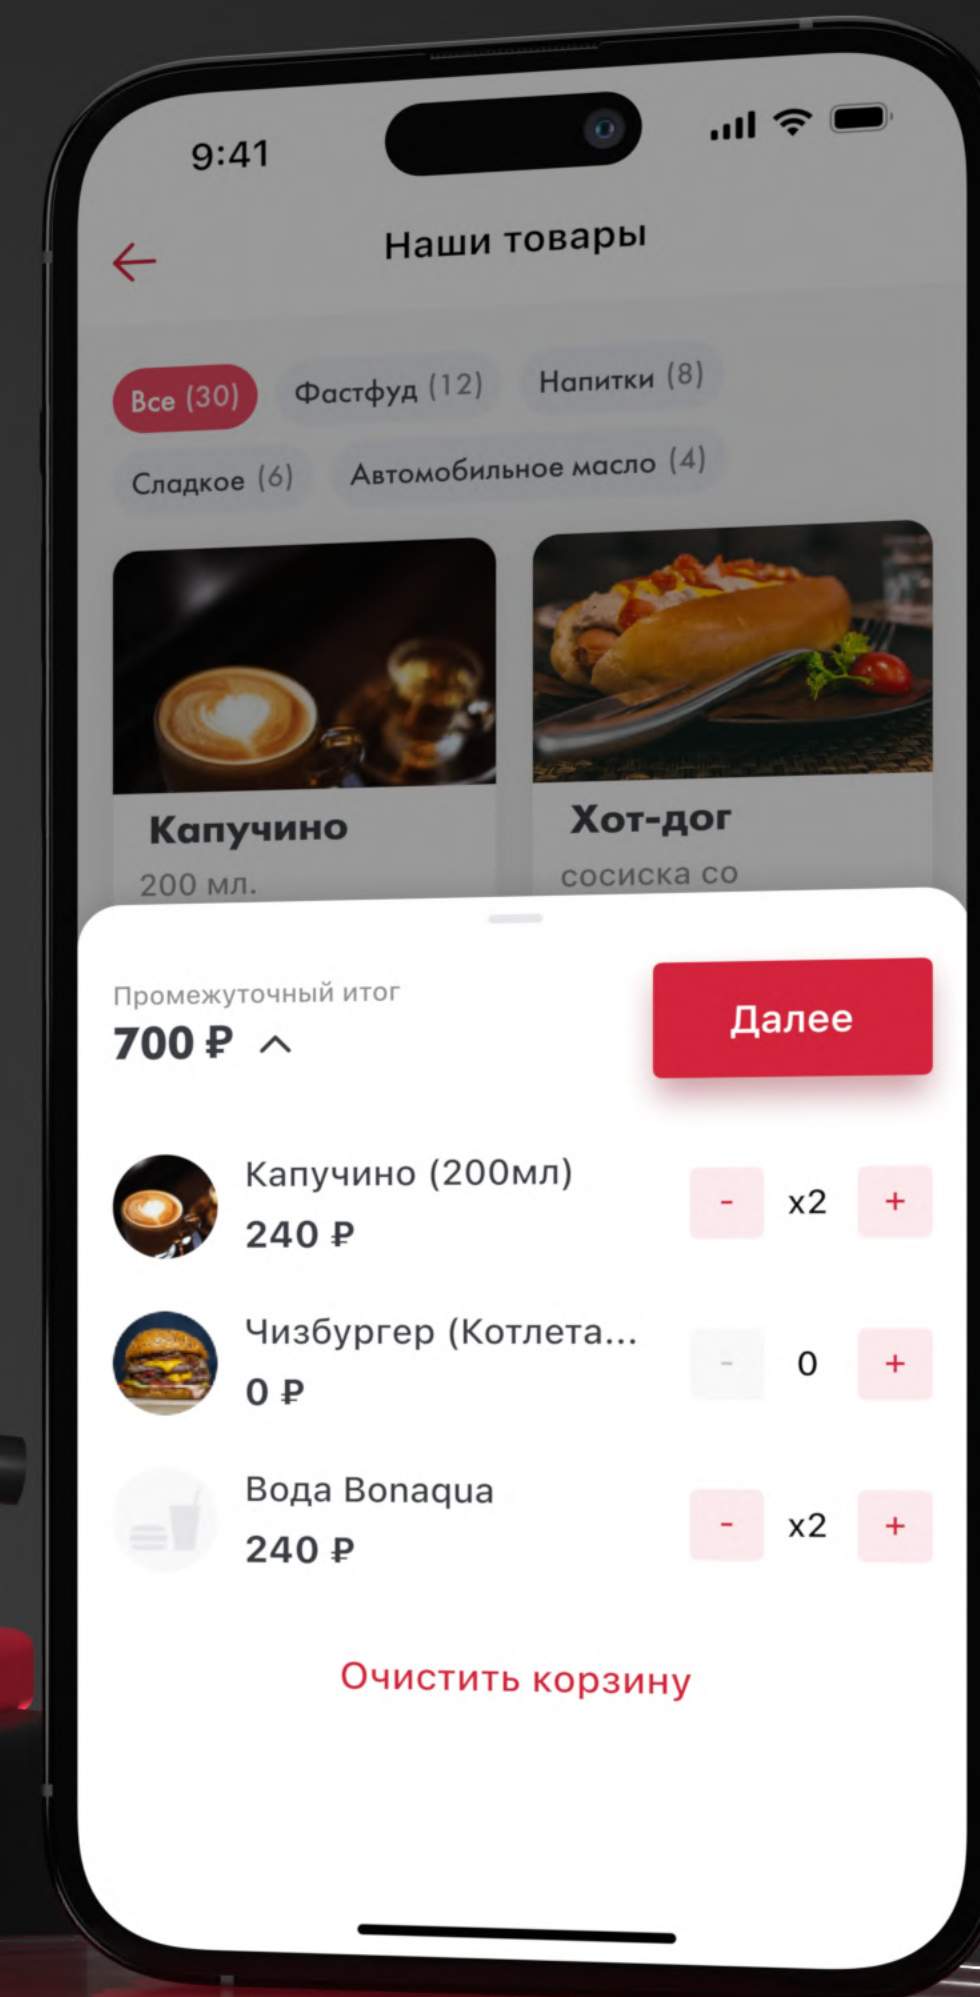 9:41
Наши товары
Все (30) Фастфуд (12) Напитки (8)
Сладкое (6) Автомобильное масло (4)
Капучино
200 мл.
Хот-дог
сосиска со
Промежуточный итог
700 ₽
Далее
Капучино (200мл)
240 ₽
- x2 +
Чизбургер (Котлета...
0 ₽
- 0 +
Вода Bonaqua
240 ₽
- x2 +
Очистить корзину